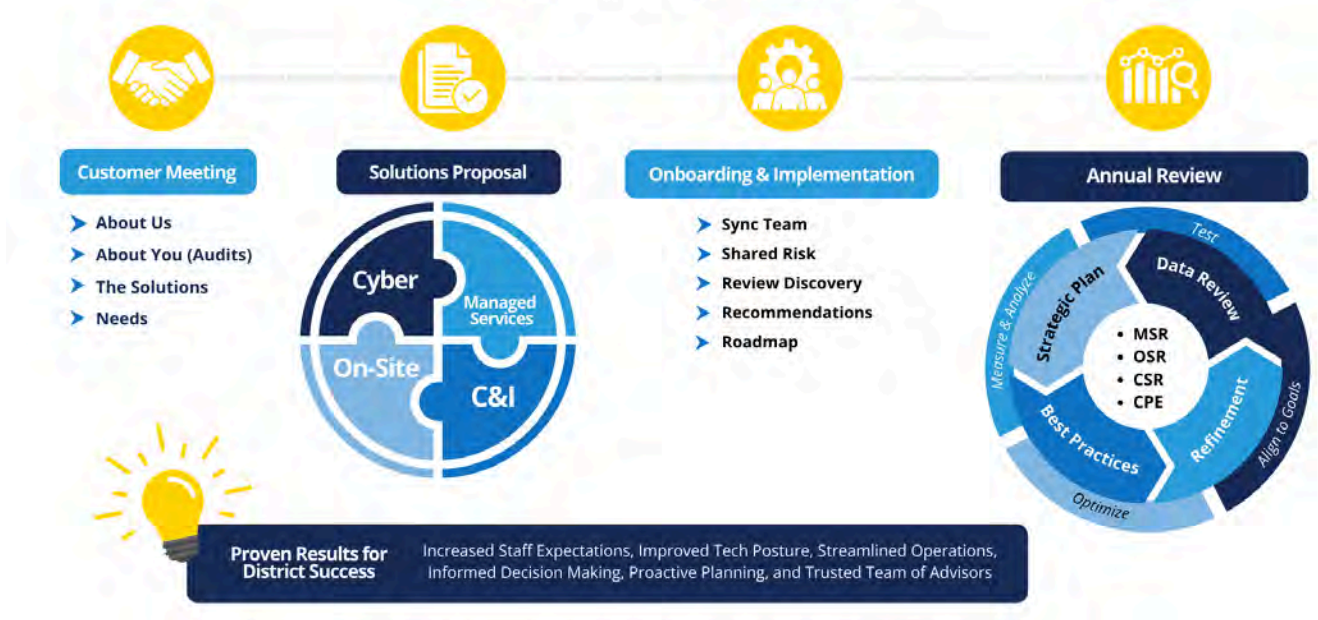 Customer Meeting
About Us
About You (Audits)
The Solutions
Needs
Solutions Proposal
Cyber
Managed
Services
On-Site
C&I
Onboarding & Implementation
Sync Team
Shared Risk
Review Discovery
Recommendations
Roadmap
Annual Review
Test
Data Review
Align to Goals
Refinement
Optimize
Best Practices
Measure & Analyze
Strategic Plan
• MSR
• OSR
• CSR
• CPE
Proven Results for
District Success
Increased Staff Expectations, Improved Tech Posture, Streamlined Operations,
Informed Decision Making, Proactive Planning, and Trusted Team of Advisors